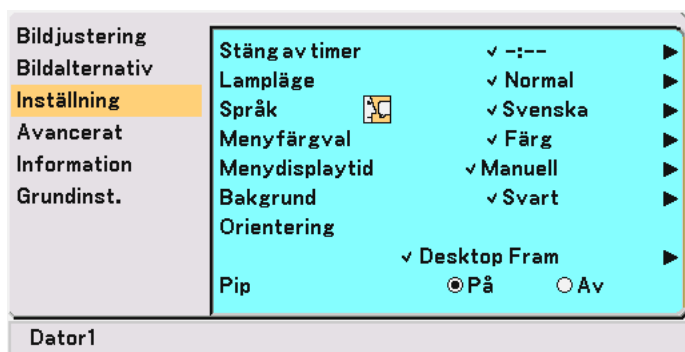 Bildjustering
Bildalternativ
Inställning
Avancerat
Information
Grundinst.
Stäng av timer ✓ -:--
Lampläge ✓ Normal
Språk ✓ Svenska
Menyfärgval ✓ Färg
Menydisplaytid ✓ Manuell
Bakgrund ✓ Svart
Orientering
✓ Desktop Fram
Pip På Av
Dator1